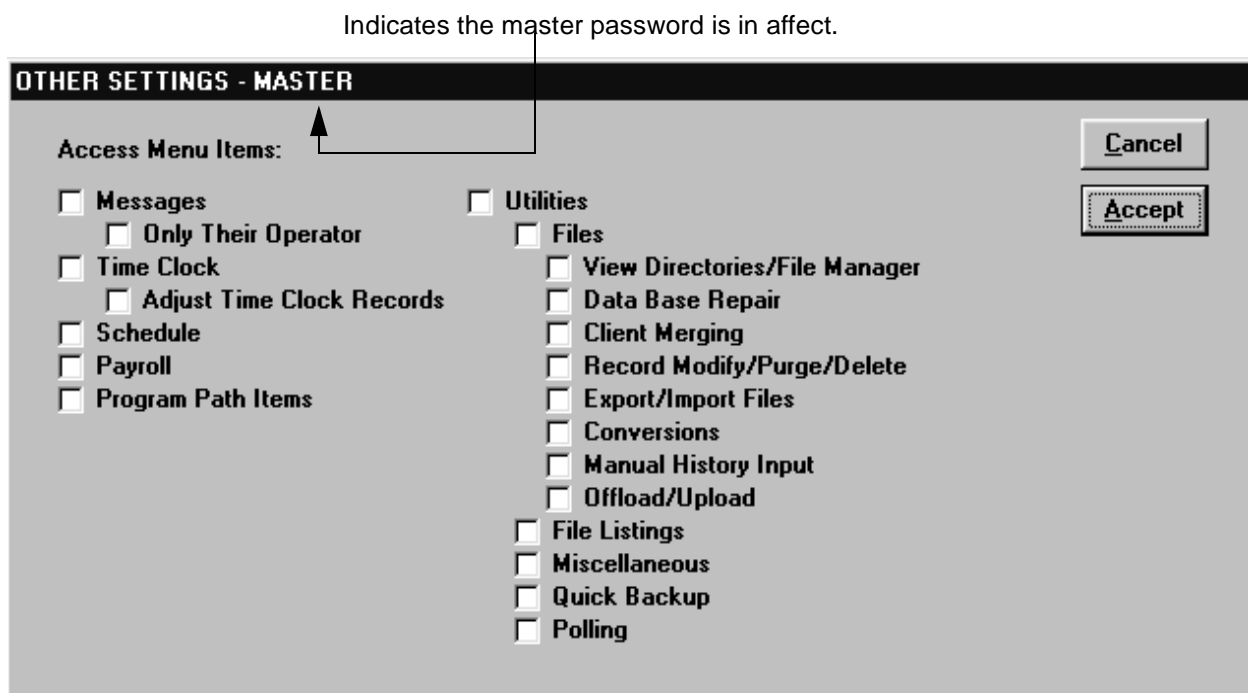 Indicates the master password is in affect.
OTHER SETTINGS - MASTER
Access Menu Items:
Messages
Only Their Operator
Time Clock
Adjust Time Clock Records
Schedule
Payroll
Program Path Items
Utilities
Files
View Directories/File Manager
Data Base Repair
Client Merging
Record Modify/Purge/Delete
Export/Import Files
Conversions
Manual History Input
Offload/Upload
File Listings
Miscellaneous
Quick Backup
Polling
Cancel
Accept